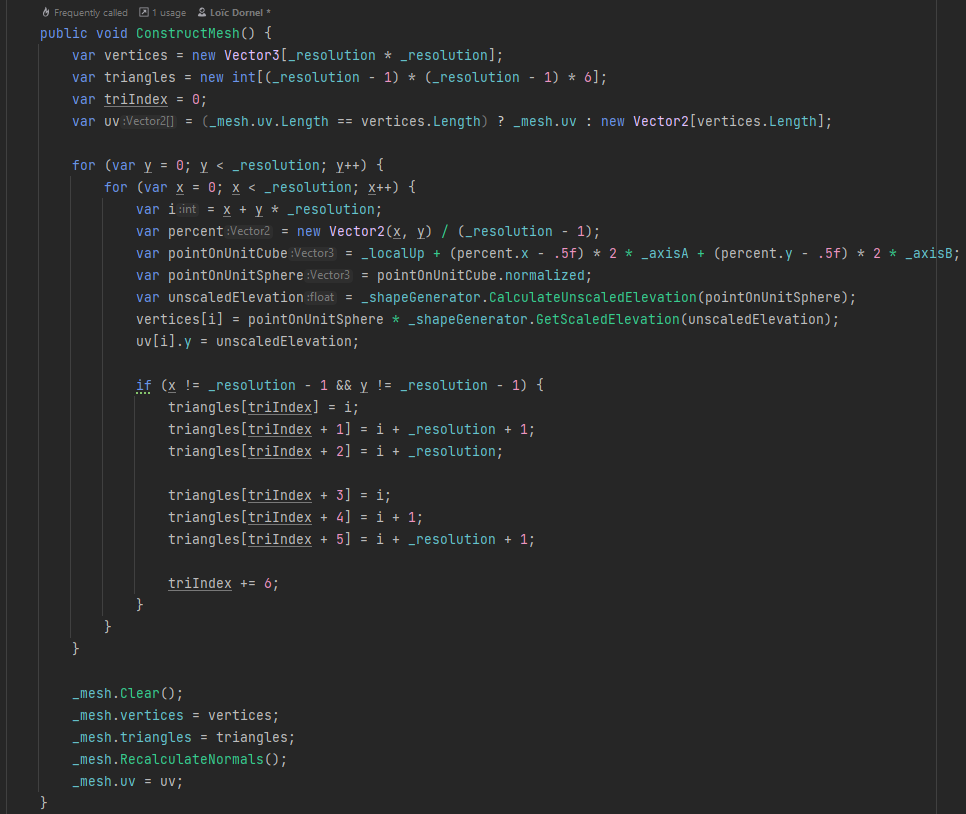 Frequently called 1 usage Loïc Dornel *
public void ConstructMesh() {
    var vertices = new Vector3[_resolution * _resolution];
    var triangles = new int[(_resolution - 1) * (_resolution - 1) * 6];
    var triIndex = 0;
    var uv :Vector2[] = (_mesh.uv.Length == vertices.Length) ? _mesh.uv : new Vector2[vertices.Length];

    for (var y = 0; y < _resolution; y++) {
        for (var x = 0; x < _resolution; x++) {
            var i :int = x + y * _resolution;
            var percent :Vector2 = new Vector2(x, y) / (_resolution - 1);
            var pointOnUnitCube :Vector3 = _localUp + (percent.x - .5f) * 2 * _axisA + (percent.y - .5f) * 2 * _axisB;
            var pointOnUnitSphere :Vector3 = pointOnUnitCube.normalized;
            var unscaledElevation :float = _shapeGenerator.CalculateUnscaledElevation(pointOnUnitSphere);
            vertices[i] = pointOnUnitSphere * _shapeGenerator.GetScaledElevation(unscaledElevation);
            uv[i].y = unscaledElevation;

            if (x != _resolution - 1 && y != _resolution - 1) {
                triangles[triIndex] = i;
                triangles[triIndex + 1] = i + _resolution + 1;
                triangles[triIndex + 2] = i + _resolution;

                triangles[triIndex + 3] = i;
                triangles[triIndex + 4] = i + 1;
                triangles[triIndex + 5] = i + _resolution + 1;

                triIndex += 6;
            }
        }
    }

    _mesh.Clear();
    _mesh.vertices = vertices;
    _mesh.triangles = triangles;
    _mesh.RecalculateNormals();
    _mesh.uv = uv;
}